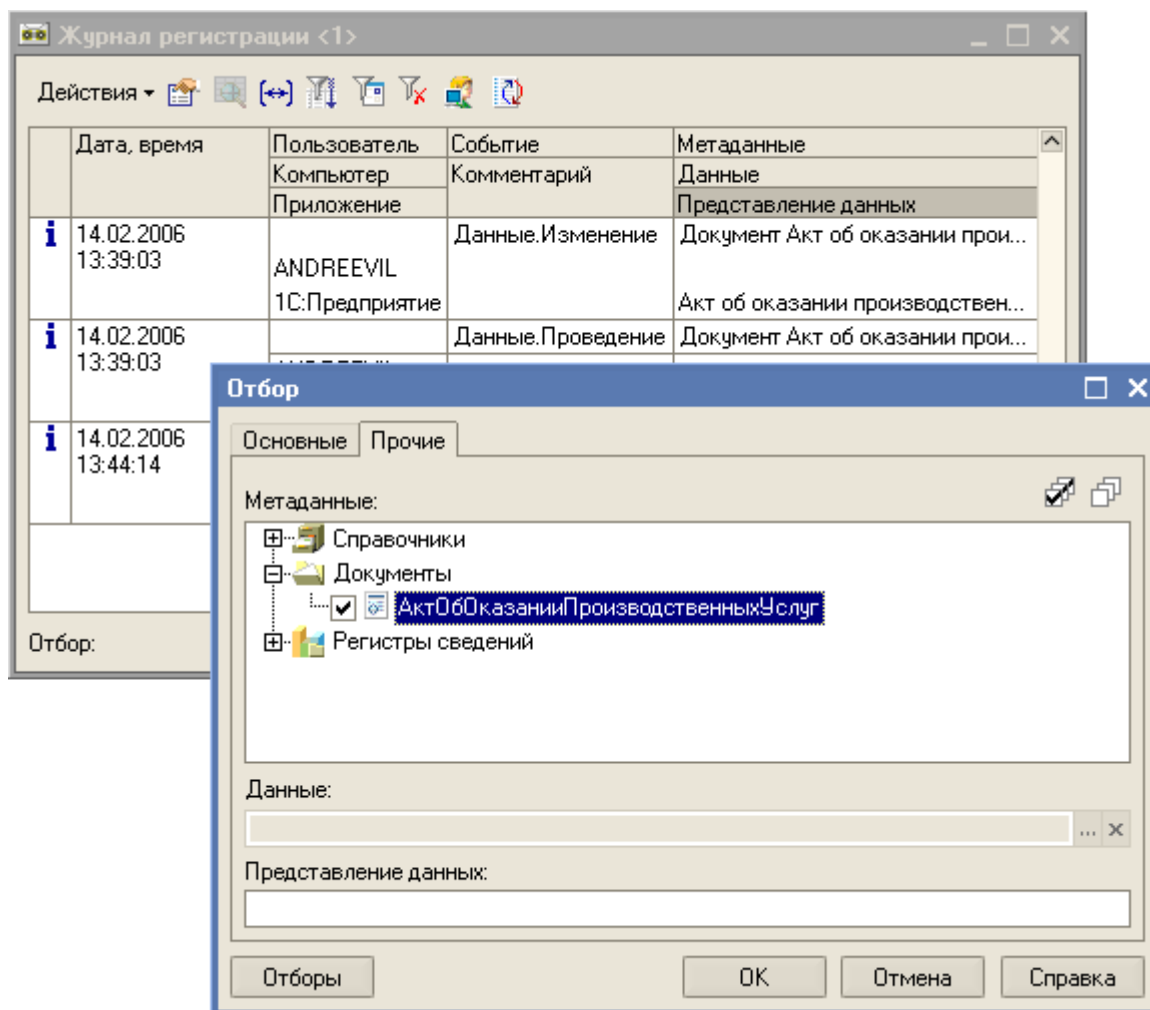 Журнал регистрации <1>
Действия
Дата, время Пользователь Событие Метаданные
Компьютер Комментарий Данные
Приложение Представление данных
14.02.2006 Данные.Изменение Документ Акт об оказании прои...
13:39:03 ANDREEVIL
1С:Предприятие Акт об оказании производствен...
14.02.2006 Данные.Проведение Документ Акт об оказании прои...
13:39:03
14.02.2006
13:44:14
Отбор:
Отбор
Основные Прочие
Метаданные:
Справочники
Документы
АктОбОказанииПроизводственныхУслуг
Регистры сведений
Данные:
...
Представление данных:
Отборы OK Отмена Справка